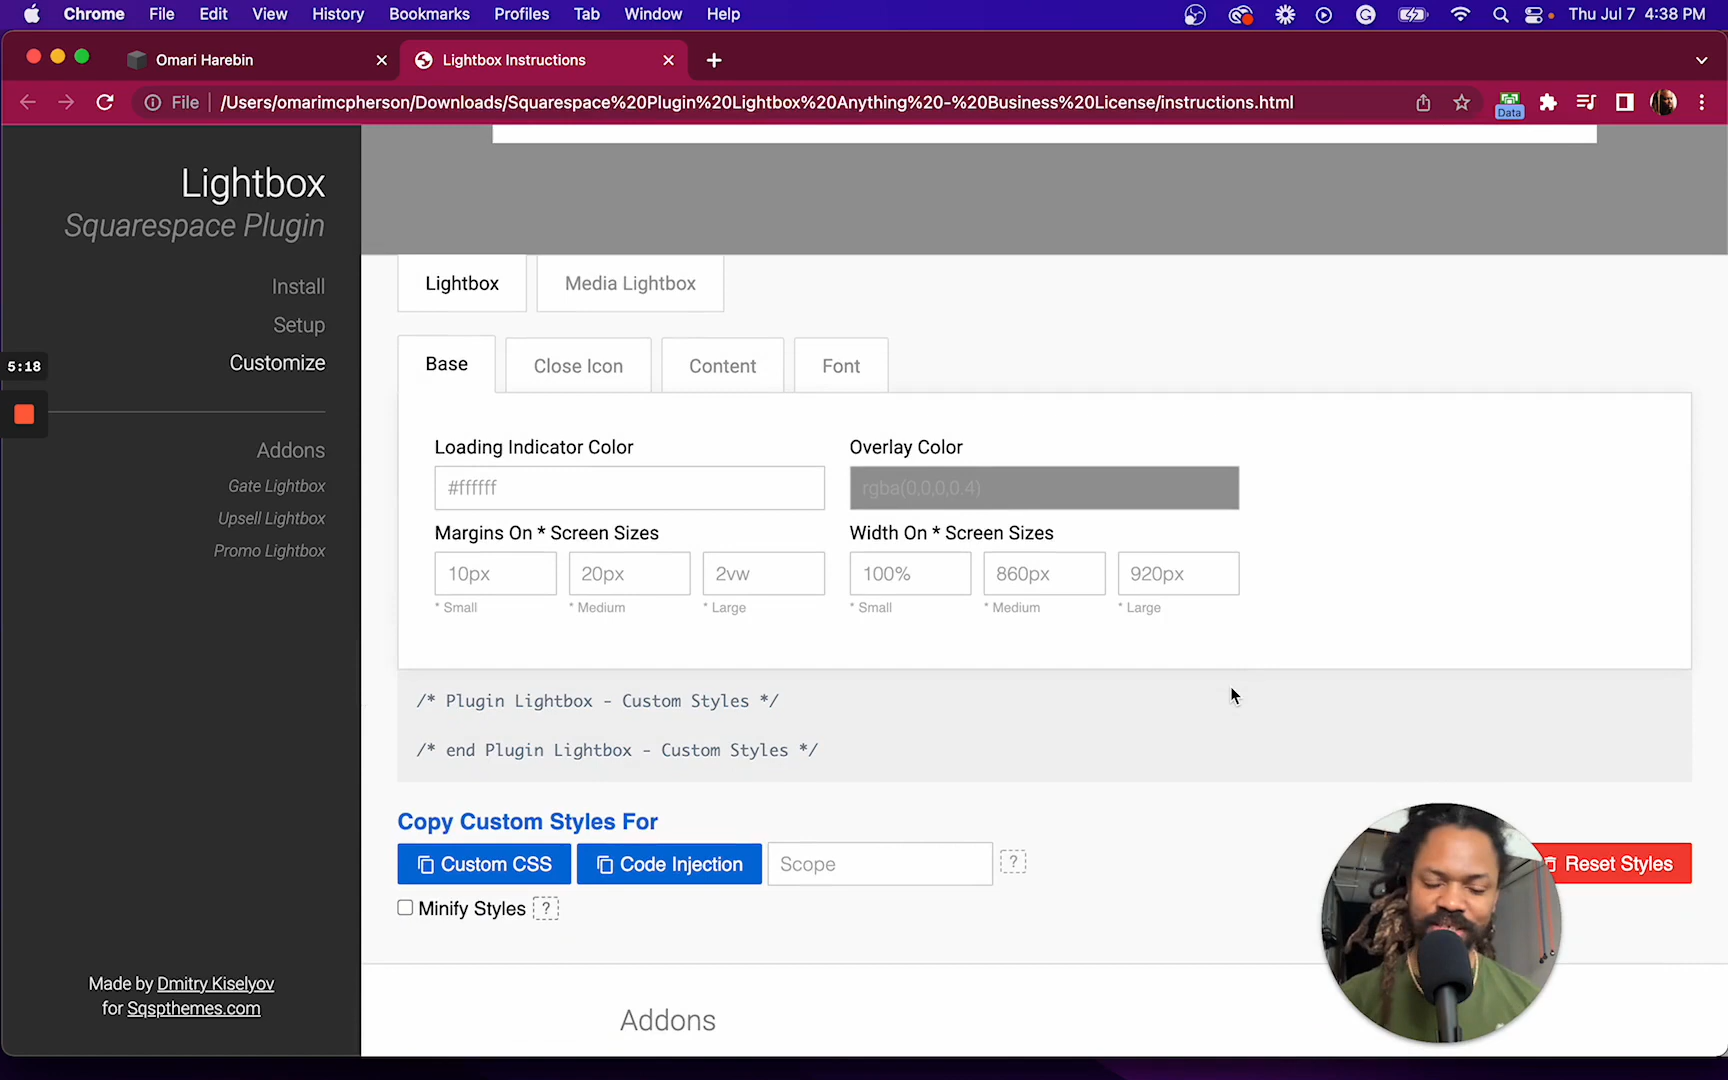 Chrome File Edit View History Bookmarks Profiles Tab Window Help Thu Jul 7 4:38 PM
Omari Harebin Lightbox Instructions
File /Users/omarimcpherson/Downloads/Squarespace%20Plugin%20Lightbox%20Anything%20-%20Business%20License/instructions.html Data
Lightbox
Squarespace Plugin
Install
Setup
Customize
5:18
Addons
Gate Lightbox
Upsell Lightbox
Promo Lightbox
Made by Dmitry Kiselyov
for Sqspthemes.com
Lightbox Media Lightbox
Base Close Icon Content Font
Loading Indicator Color Overlay Color
#ffffff rgba(0,0,0,0.4)
Margins On * Screen Sizes Width On * Screen Sizes
10px 20px 2vw 100% 860px 920px
* Small * Medium * Large * Small * Medium * Large
/* Plugin Lightbox - Custom Styles */
/* end Plugin Lightbox - Custom Styles */
Copy Custom Styles For
Custom CSS Code Injection Scope ? Reset Styles
Minify Styles ?
Addons